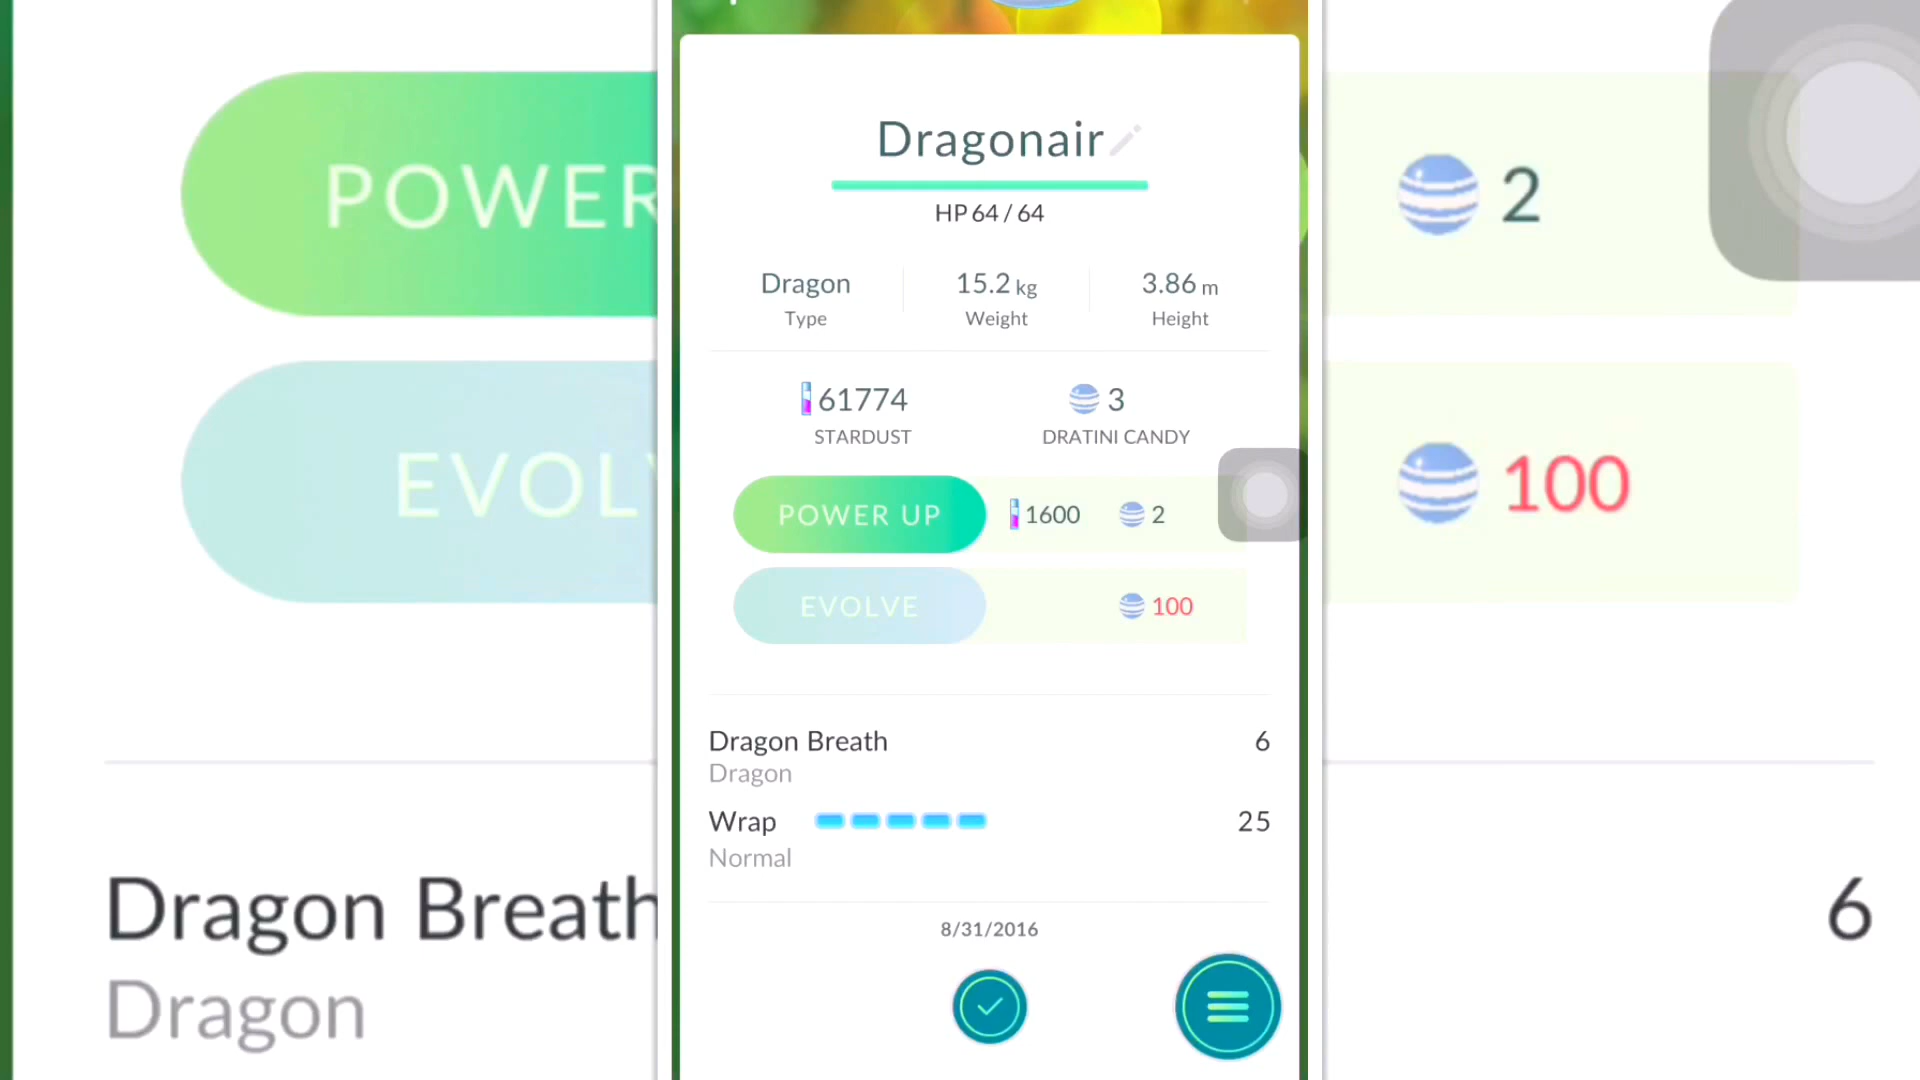 Dragonair
HP 64 / 64
Dragon
Type
15.2 kg
Weight
3.86 m
Height
61774
STARDUST
3
DRATINI CANDY
POWER UP 1600 2
EVOLVE 100
Dragon Breath 6
Dragon
Wrap 25
Normal
8/31/2016
POWER
2
EVOL
100
Dragon Breath
6
Dragon